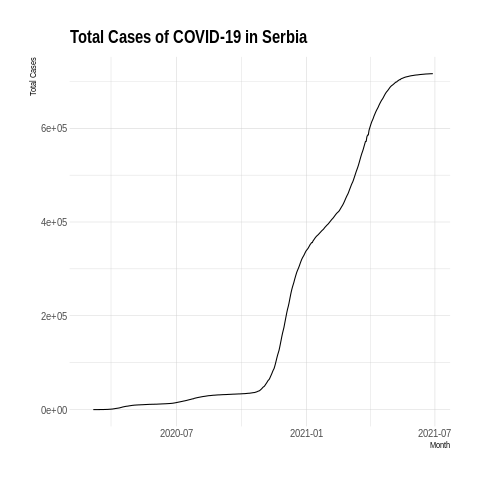 Total Cases of COVID-19 in Serbia
Total Cases
6e+05
4e+05
2e+05
0e+00
2020-07 2021-01 2021-07
Month